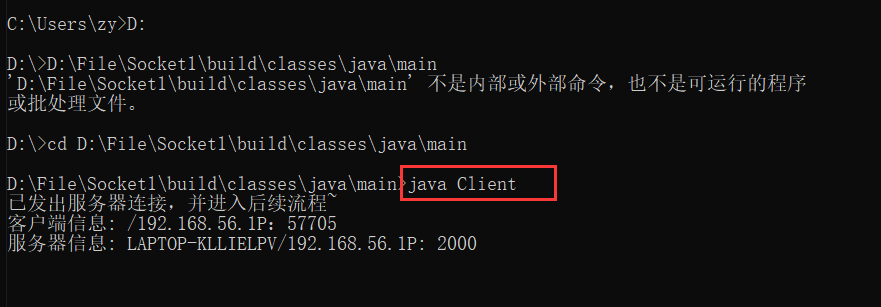 C:\Users\zy>D:
D:\>D:\File\Socket1\build\classes\java\main
'D:\File\Socket1\build\classes\java\main' 不是内部或外部命令，也不是可运行的程序
或批处理文件。
D:\>cd D:\File\Socket1\build\classes\java\main
D:\File\Socket1\build\classes\java\main>java Client
已发出服务器连接，并进入后续流程~
客户端信息: /192.168.56.1P：57705
服务器信息: LAPTOP-KLLIELPV/192.168.56.1P: 2000